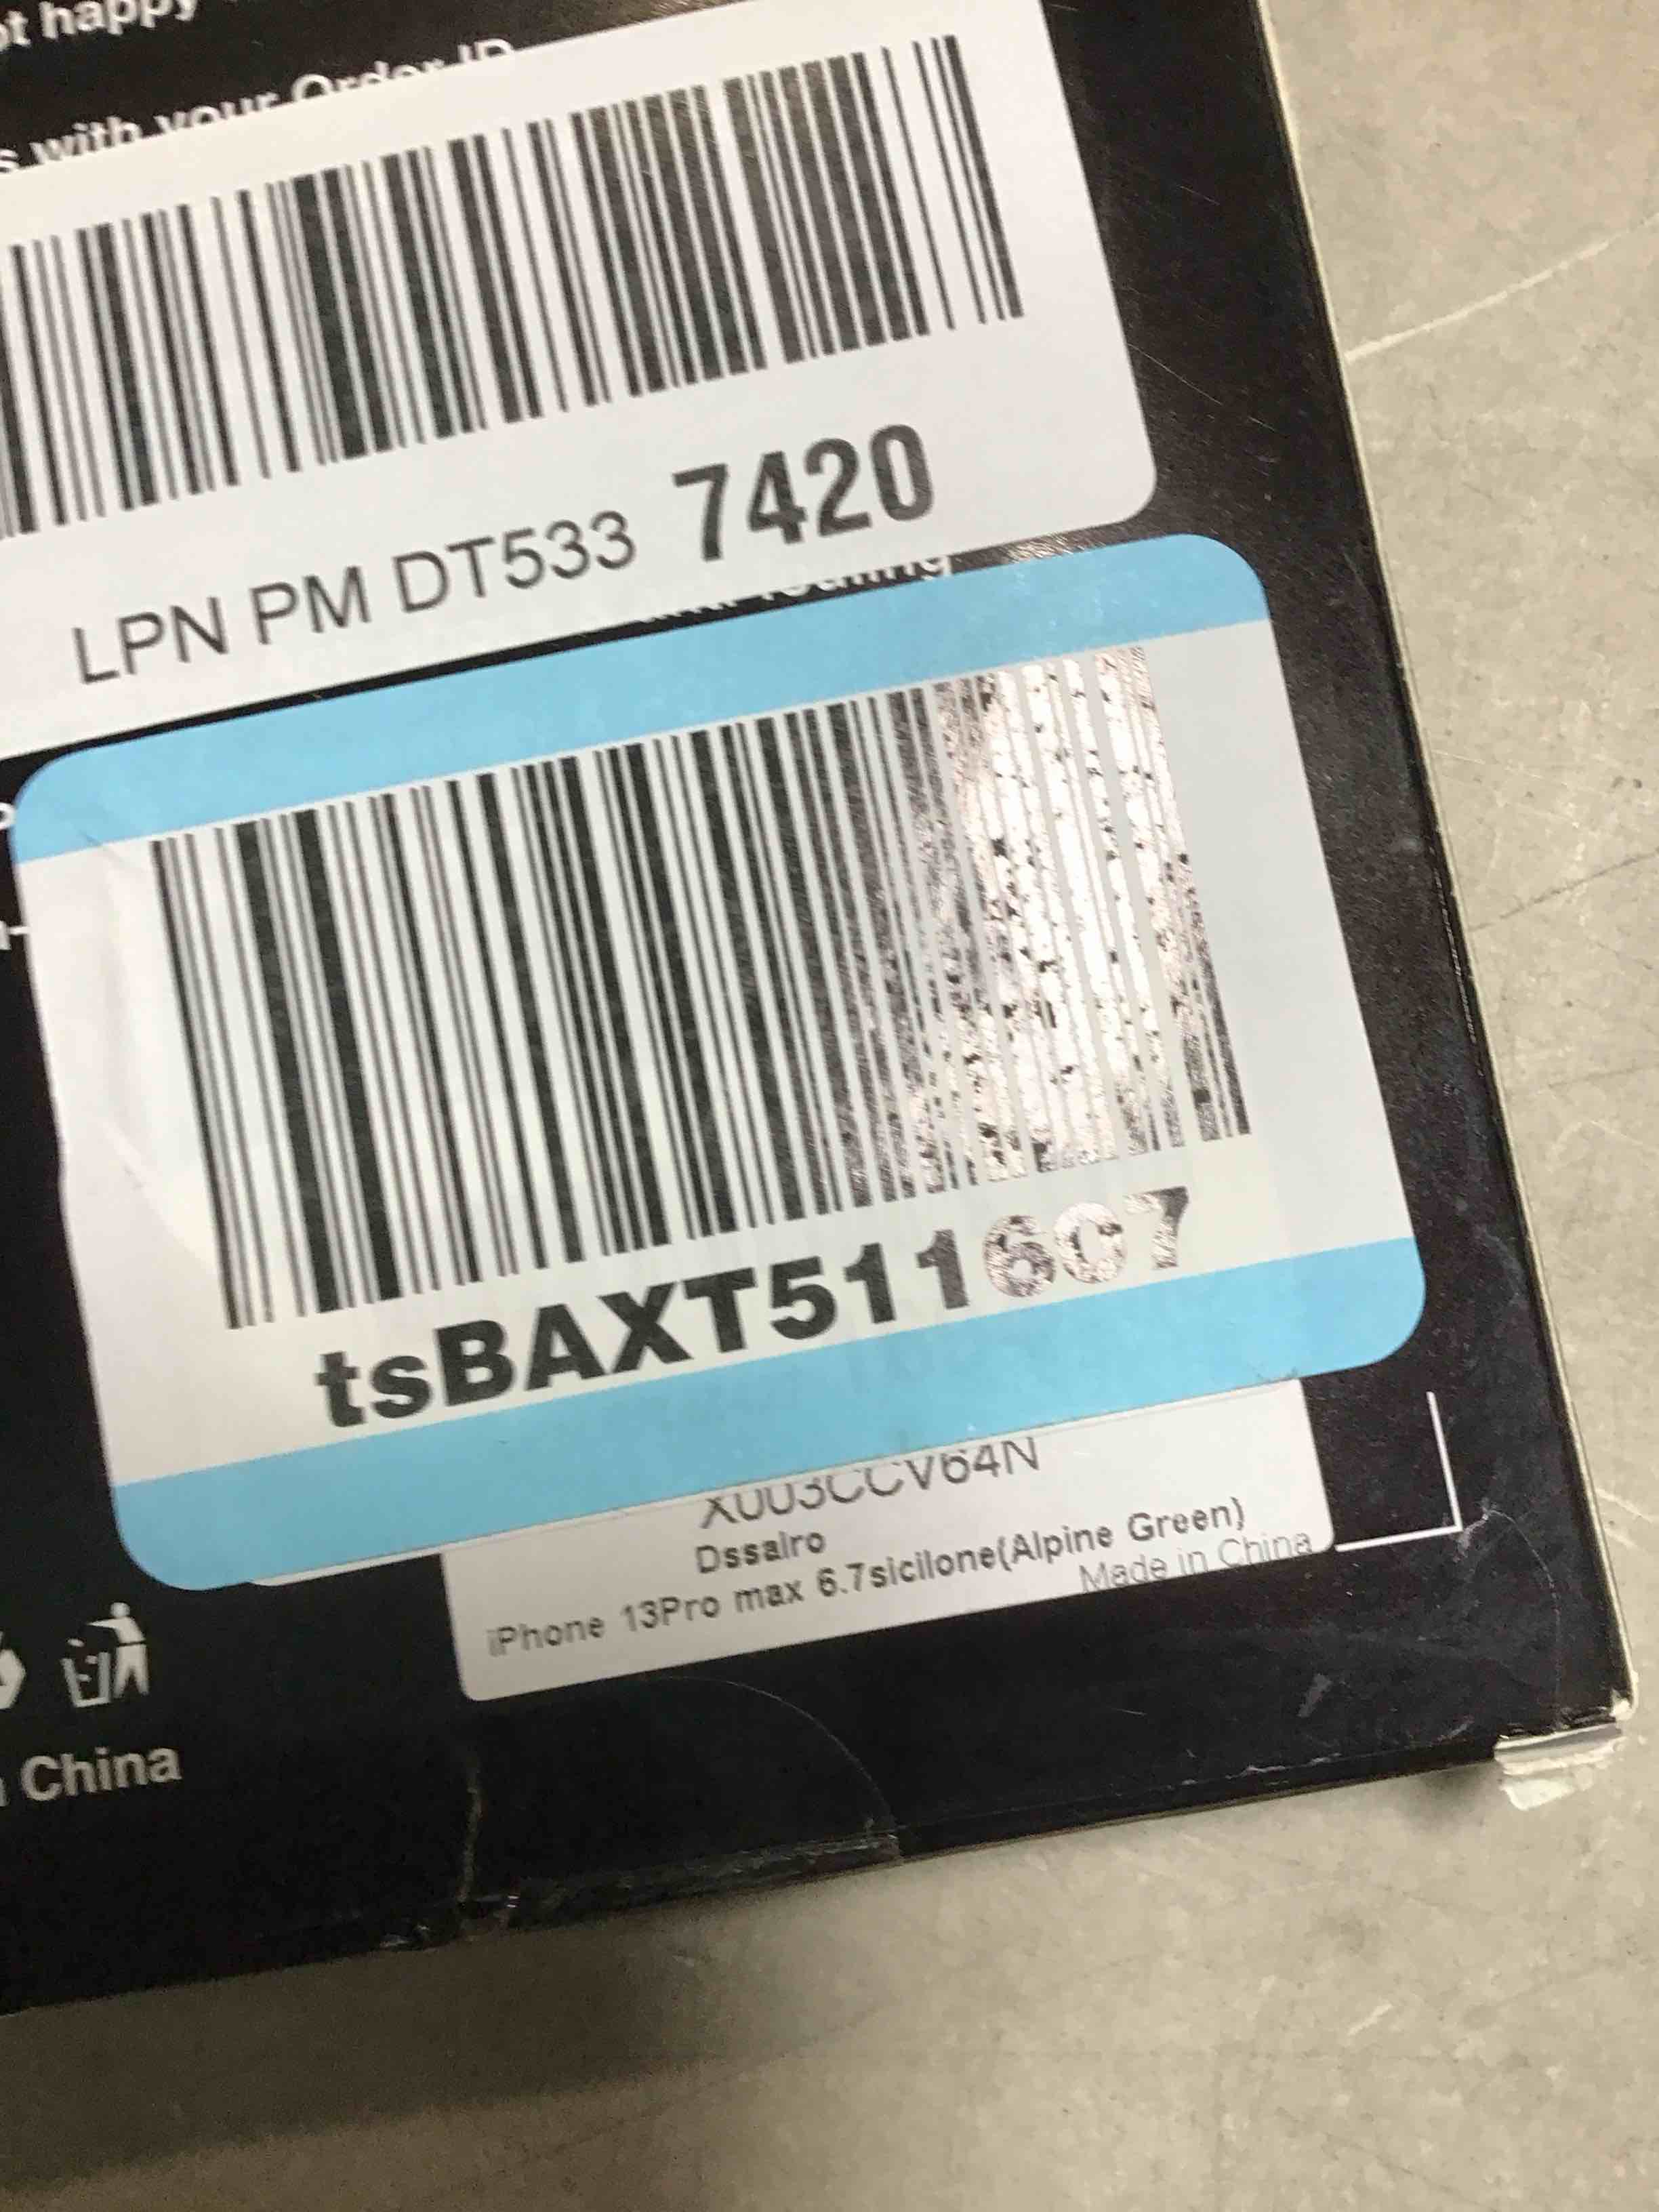 ot happy
s with your Order ID
LPN PM DT533 7420
tsBAXT511607
X003CCV64N
Dssairo
iPhone 13Pro max 6.7sicilone(Alpine Green)
Made in China
China